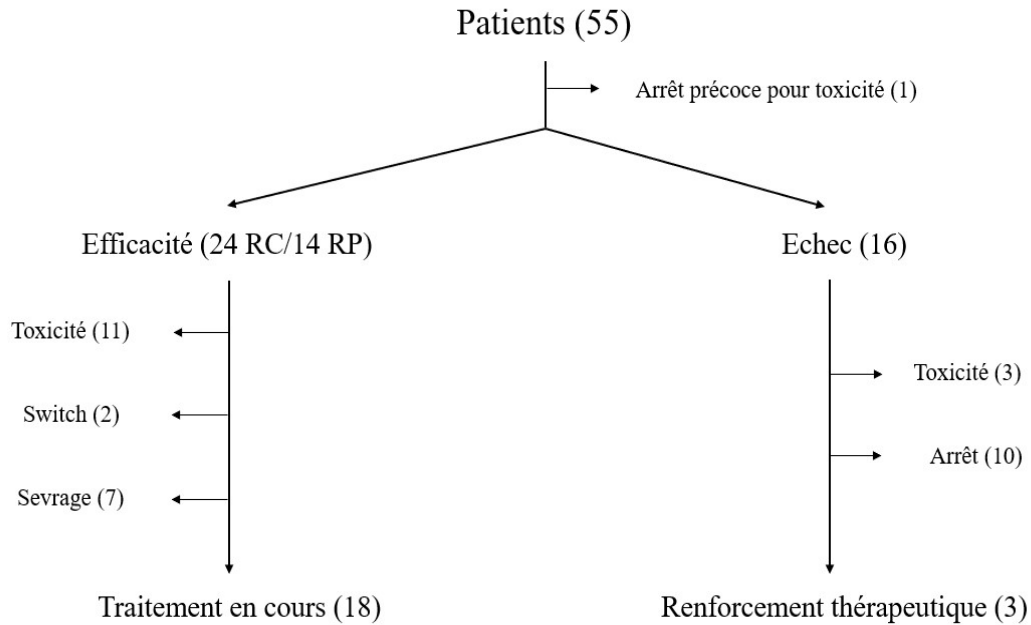 Patients (55)
Arrêt précoce pour toxicité (1)
Efficacité (24 RC/14 RP)
Echec (16)
Toxicité (11)
Toxicité (3)
Switch (2)
Arrêt (10)
Sevrage (7)
Traitement en cours (18)
Renforcement thérapeutique (3)